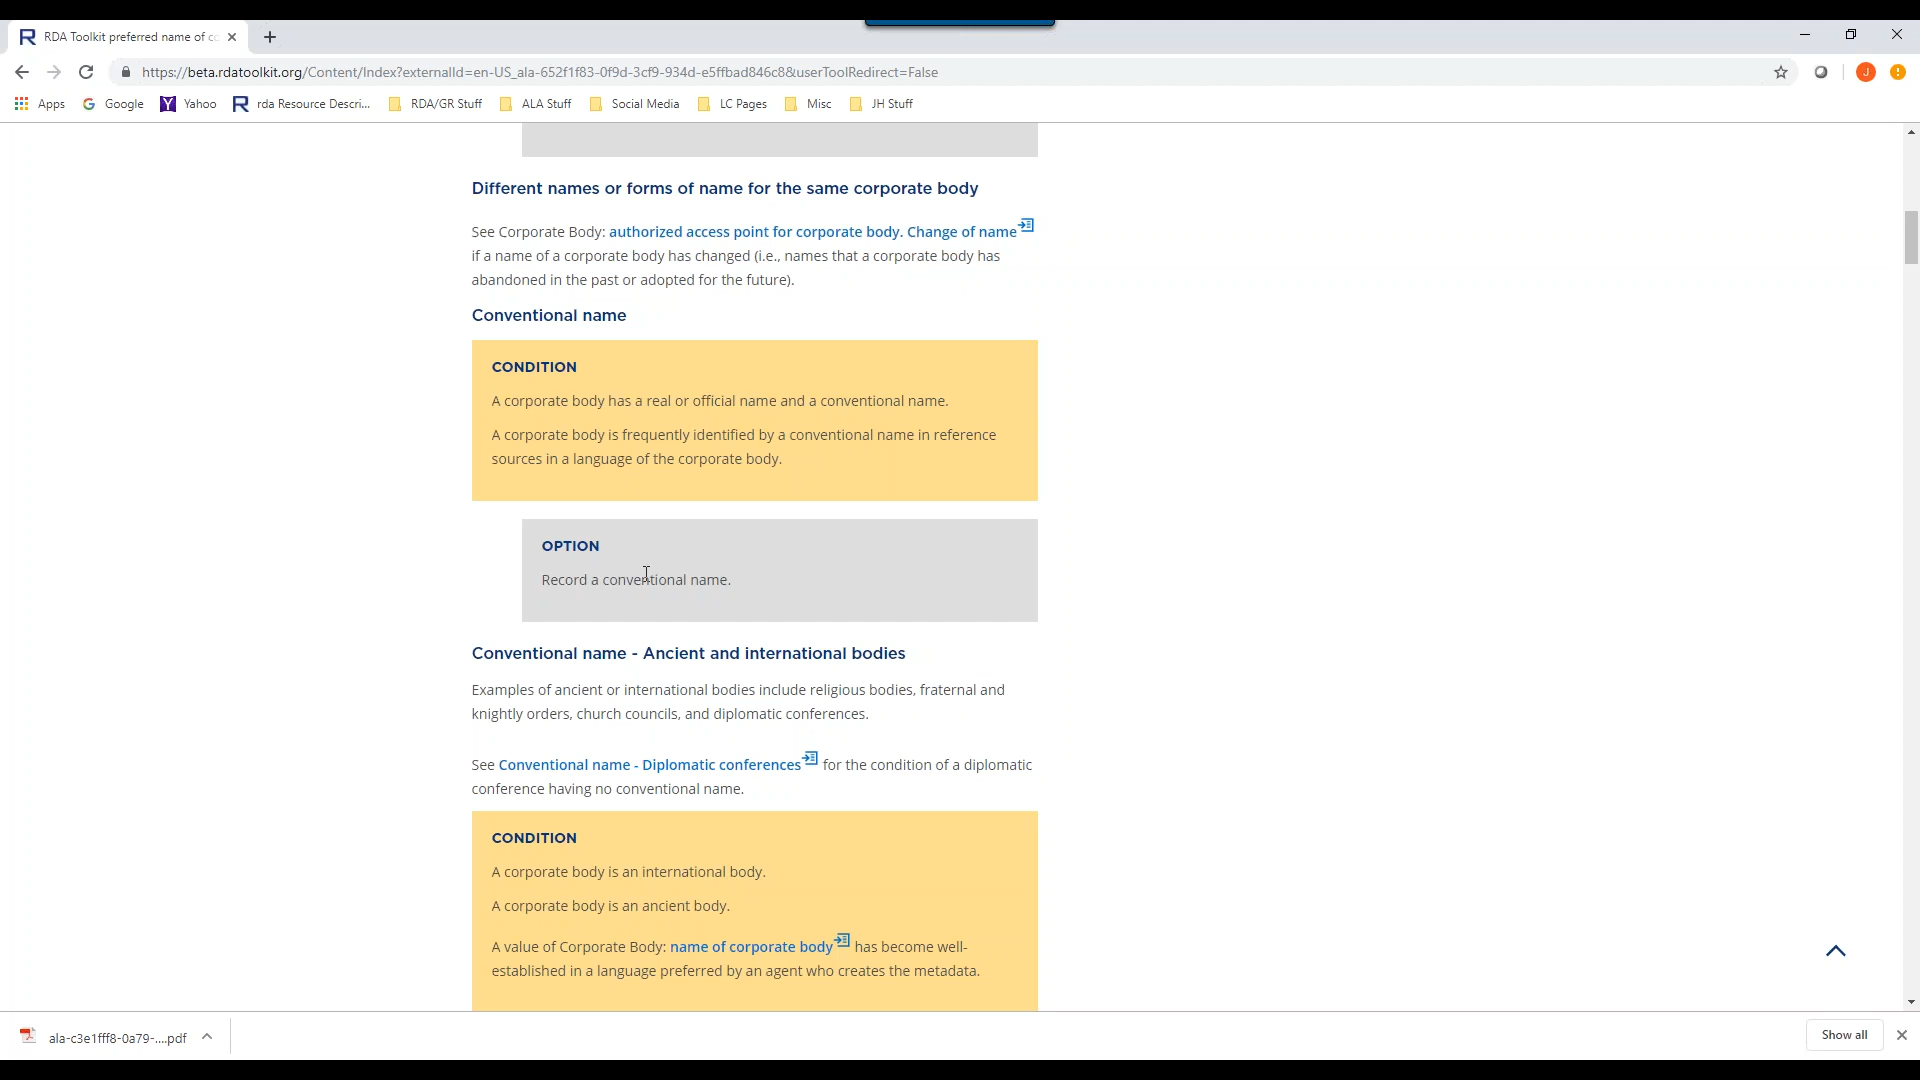 RDA Toolkit preferred name of co
https://beta.rdatoolkit.org/Content/Index?externalId=en-US_ala-652f1f83-0f9d-3cf9-934d-e5ffbad846c8&userToolRedirect=False
J
Apps Google Yahoo rda Resource Descri... RDA/GR Stuff ALA Stuff Social Media LC Pages Misc JH Stuff
Different names or forms of name for the same corporate body
See Corporate Body: authorized access point for corporate body. Change of name
if a name of a corporate body has changed (i.e., names that a corporate body has
abandoned in the past or adopted for the future).
Conventional name
CONDITION
A corporate body has a real or official name and a conventional name.
A corporate body is frequently identified by a conventional name in reference
sources in a language of the corporate body.
OPTION
Record a conventional name.
Conventional name - Ancient and international bodies
Examples of ancient or international bodies include religious bodies, fraternal and
knightly orders, church councils, and diplomatic conferences.
See Conventional name - Diplomatic conferences for the condition of a diplomatic
conference having no conventional name.
CONDITION
A corporate body is an international body.
A corporate body is an ancient body.
A value of Corporate Body: name of corporate body has become well-
established in a language preferred by an agent who creates the metadata.
ala-c3e1fff8-0a79-....pdf
Show all